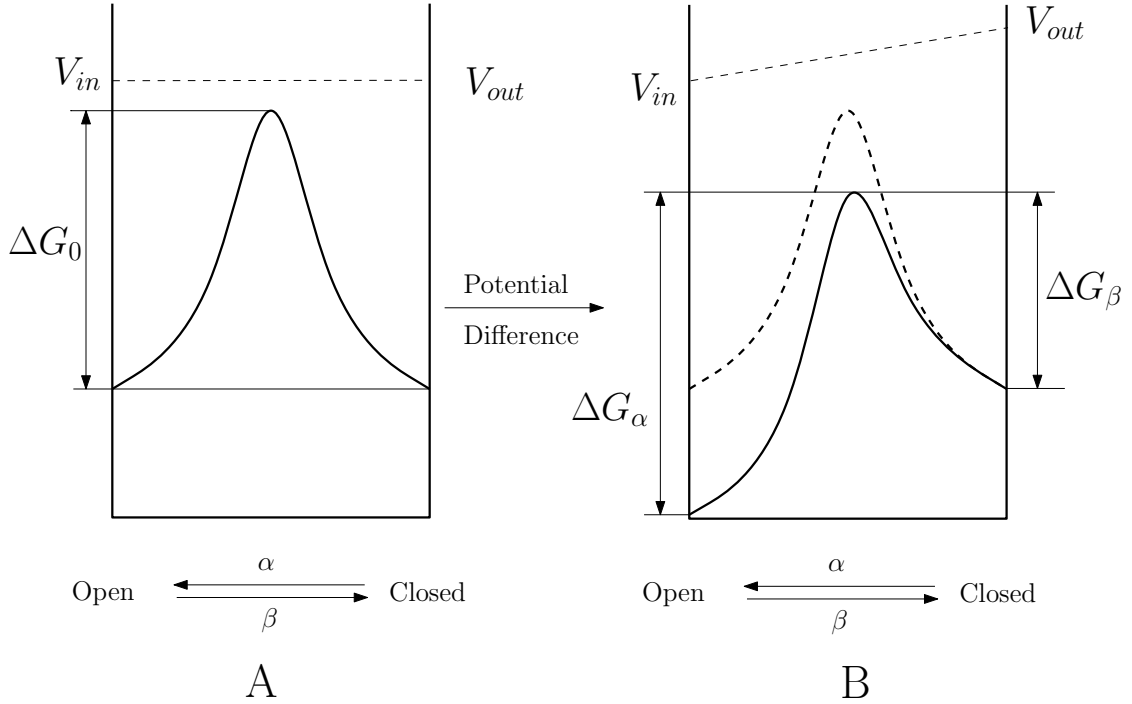 V_in
V_out
ΔG_0
Potential
Difference
V_in
V_out
ΔG_α
ΔG_β
Open
α
β
Closed
Open
α
β
Closed
A
B